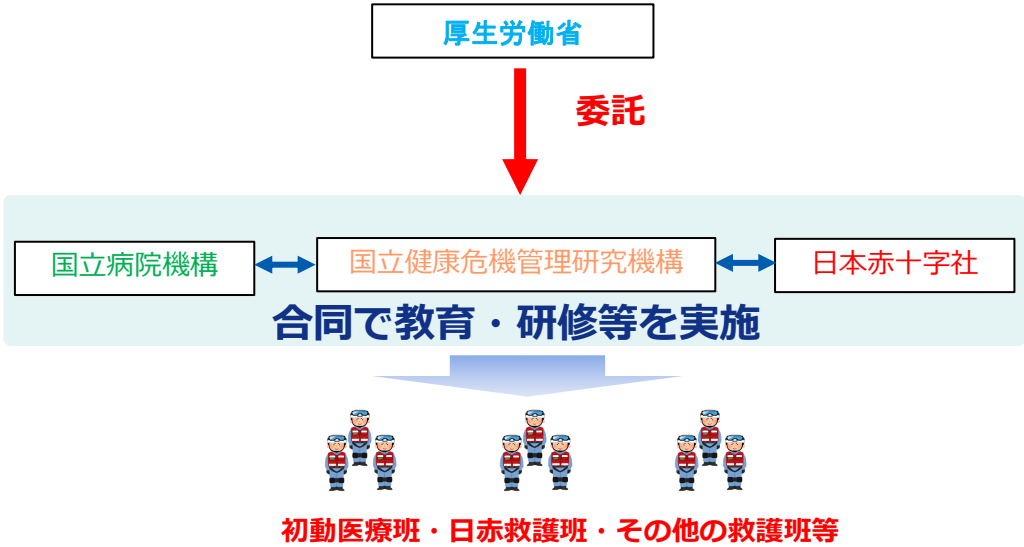 厚生労働省
委託
国立病院機構
国立健康危機管理研究機構
日本赤十字社
合同で教育・研修等を実施
初動医療班・日赤救護班・その他の救護班等